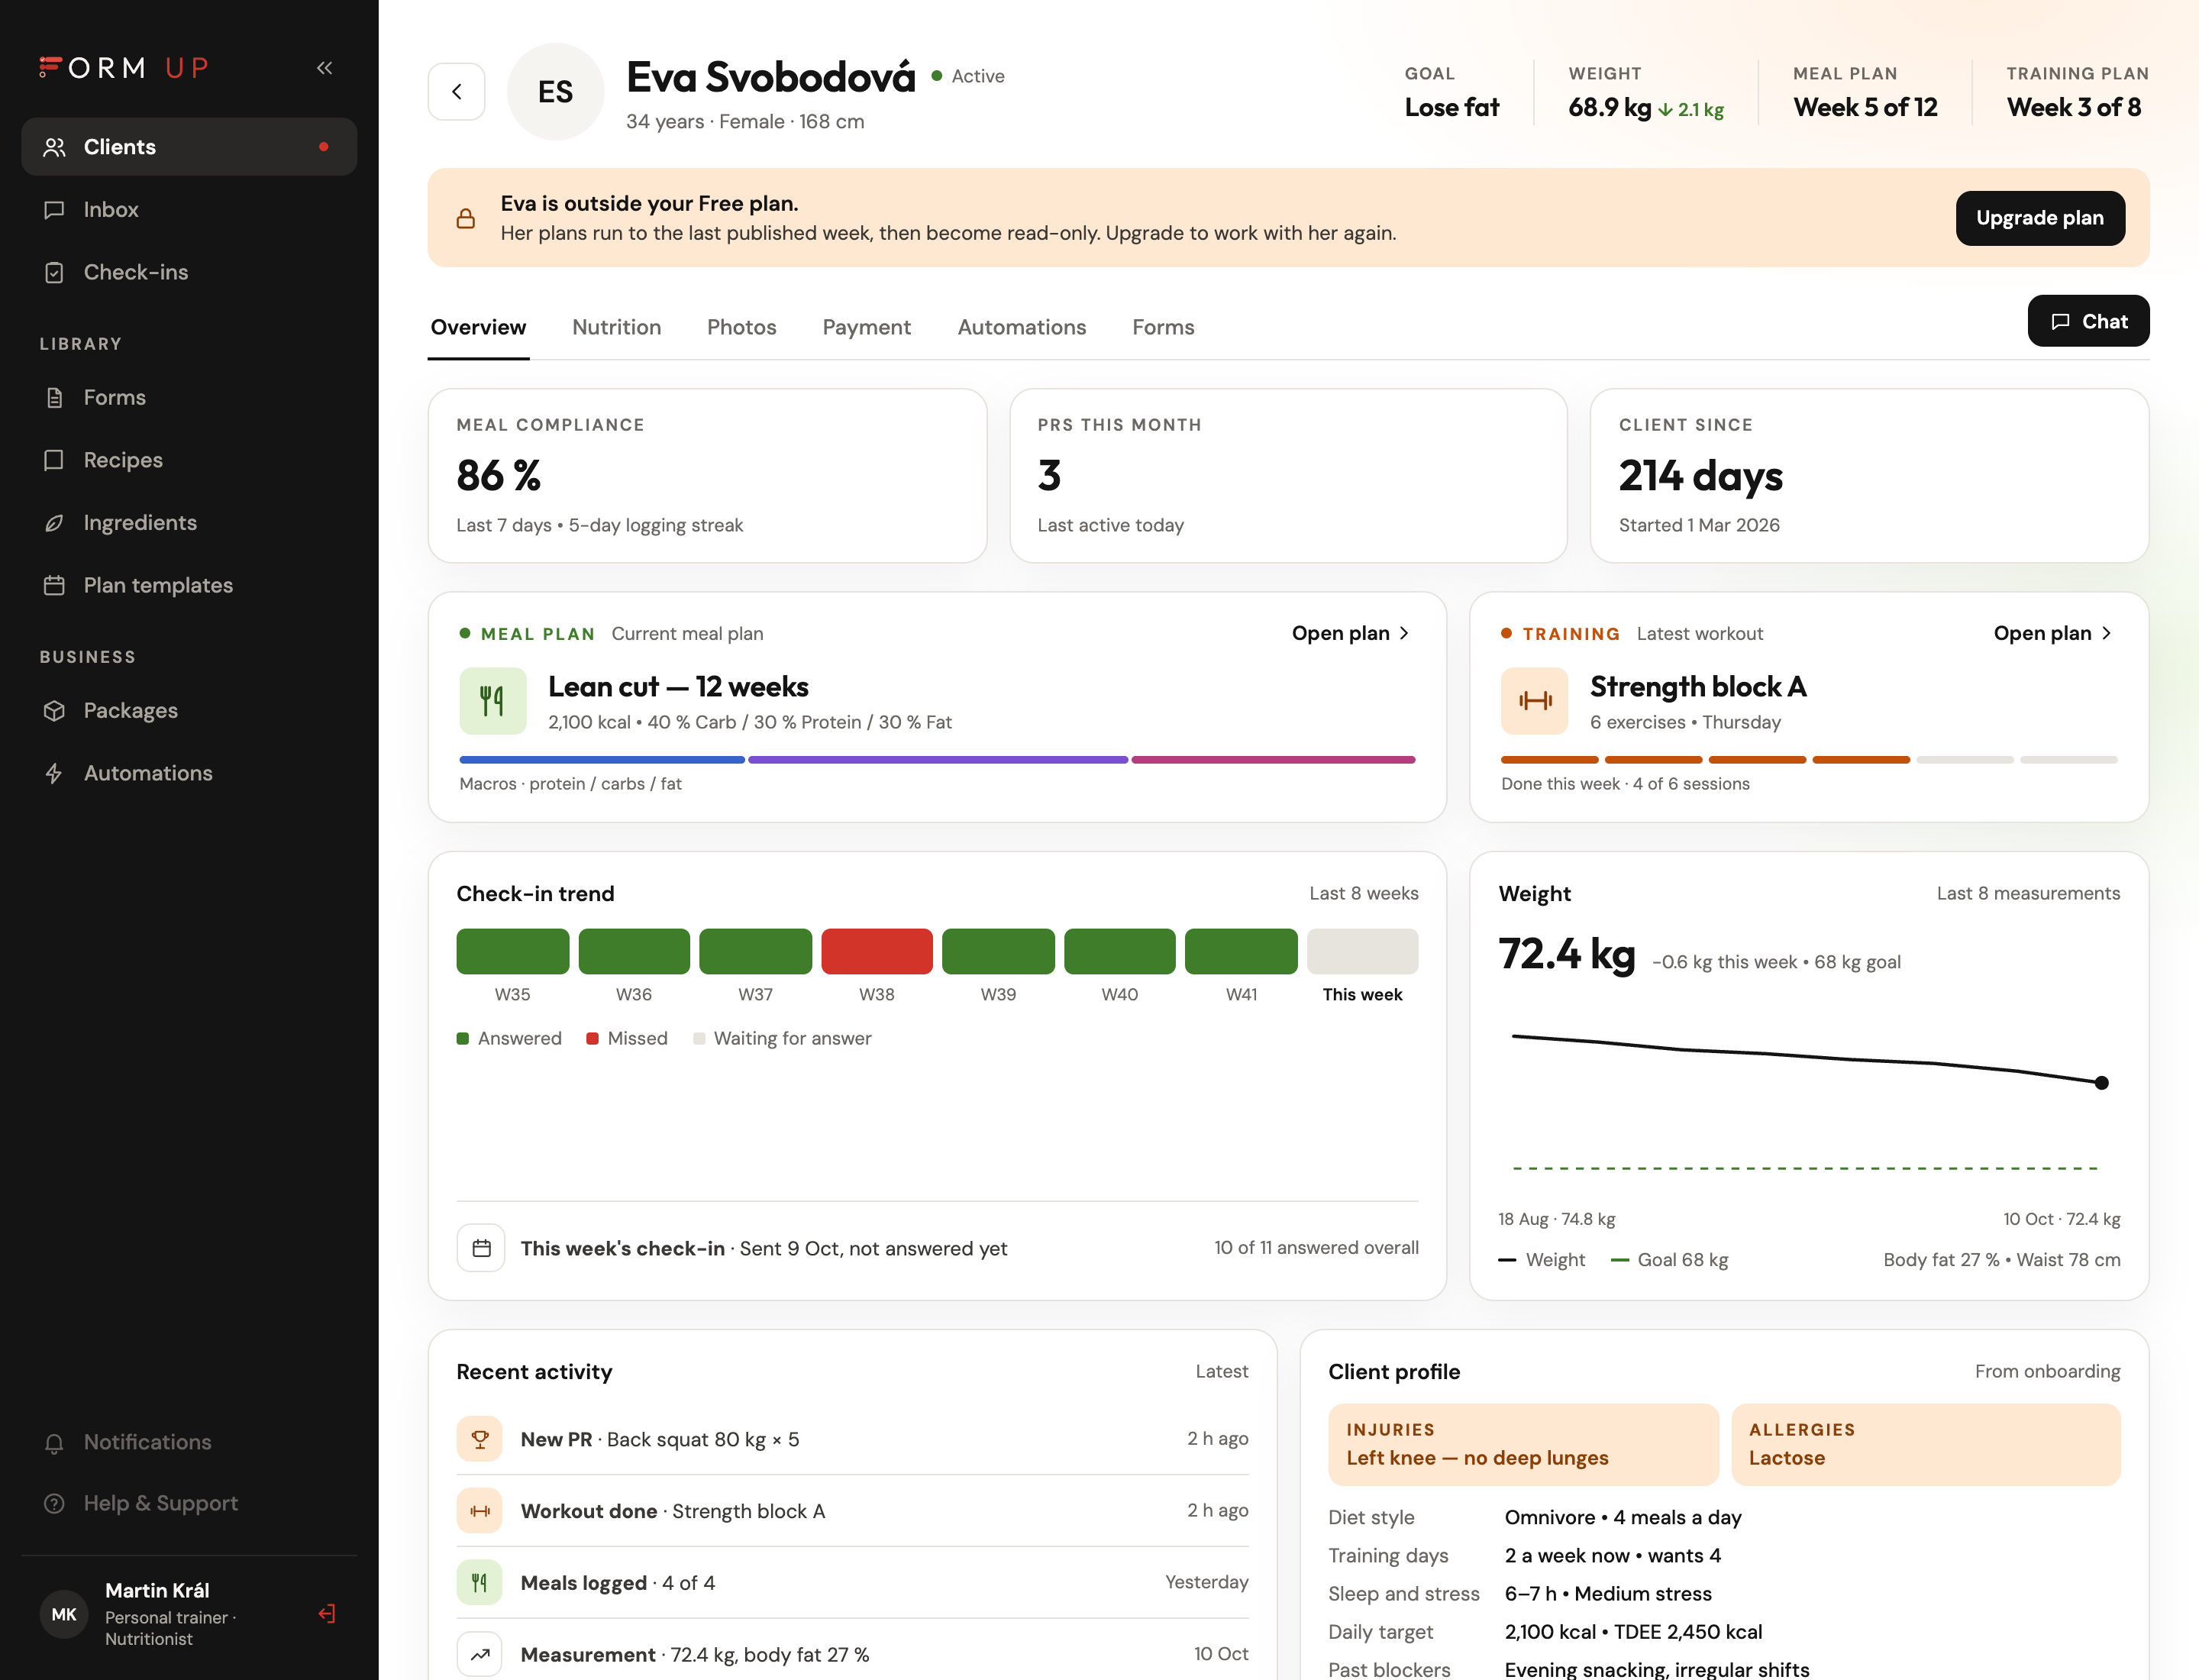 FORM UP
Clients
Inbox
Check-ins
LIBRARY
Forms
Recipes
Ingredients
Plan templates
BUSINESS
Packages
Automations
Notifications
Help & Support
MK
Martin Král
Personal trainer ·
Nutritionist
ES
Eva Svobodová
Active
34 years · Female · 168 cm
GOAL
Lose fat
WEIGHT
68.9 kg ↓ 2.1 kg
MEAL PLAN
Week 5 of 12
TRAINING PLAN
Week 3 of 8
Eva is outside your Free plan.
Her plans run to the last published week, then become read-only. Upgrade to work with her again.
Upgrade plan
Overview
Nutrition
Photos
Payment
Automations
Forms
Chat
MEAL COMPLIANCE
86 %
Last 7 days • 5-day logging streak
PRS THIS MONTH
3
Last active today
CLIENT SINCE
214 days
Started 1 Mar 2026
MEAL PLAN Current meal plan
Open plan
Lean cut — 12 weeks
2,100 kcal • 40 % Carb / 30 % Protein / 30 % Fat
Macros · protein / carbs / fat
TRAINING Latest workout
Open plan
Strength block A
6 exercises • Thursday
Done this week · 4 of 6 sessions
Check-in trend
Last 8 weeks
W35
W36
W37
W38
W39
W40
W41
This week
Answered
Missed
Waiting for answer
This week's check-in · Sent 9 Oct, not answered yet
10 of 11 answered overall
Weight
Last 8 measurements
72.4 kg
-0.6 kg this week • 68 kg goal
18 Aug · 74.8 kg
10 Oct · 72.4 kg
Weight
Goal 68 kg
Body fat 27 % • Waist 78 cm
Recent activity
Latest
New PR · Back squat 80 kg × 5
2 h ago
Workout done · Strength block A
2 h ago
Meals logged · 4 of 4
Yesterday
Measurement · 72.4 kg, body fat 27 %
10 Oct
Client profile
From onboarding
INJURIES
Left knee — no deep lunges
ALLERGIES
Lactose
Diet style
Omnivore • 4 meals a day
Training days
2 a week now • wants 4
Sleep and stress
6–7 h • Medium stress
Daily target
2,100 kcal • TDEE 2,450 kcal
Past blockers
Evening snacking, irregular shifts